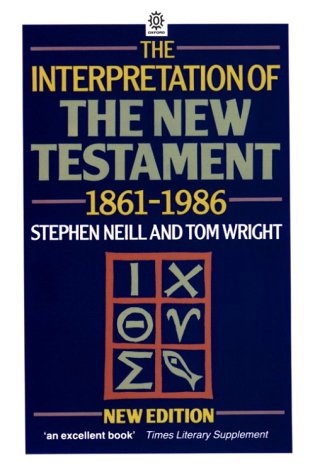 OXFORD
THE
INTERPRETATION OF
THE NEW
TESTAMENT
1861-1986
STEPHEN NEILL AND TOM WRIGHT
Ι Χ
Θ Υ
Σ
NEW EDITION
'an excellent book' Times Literary Supplement